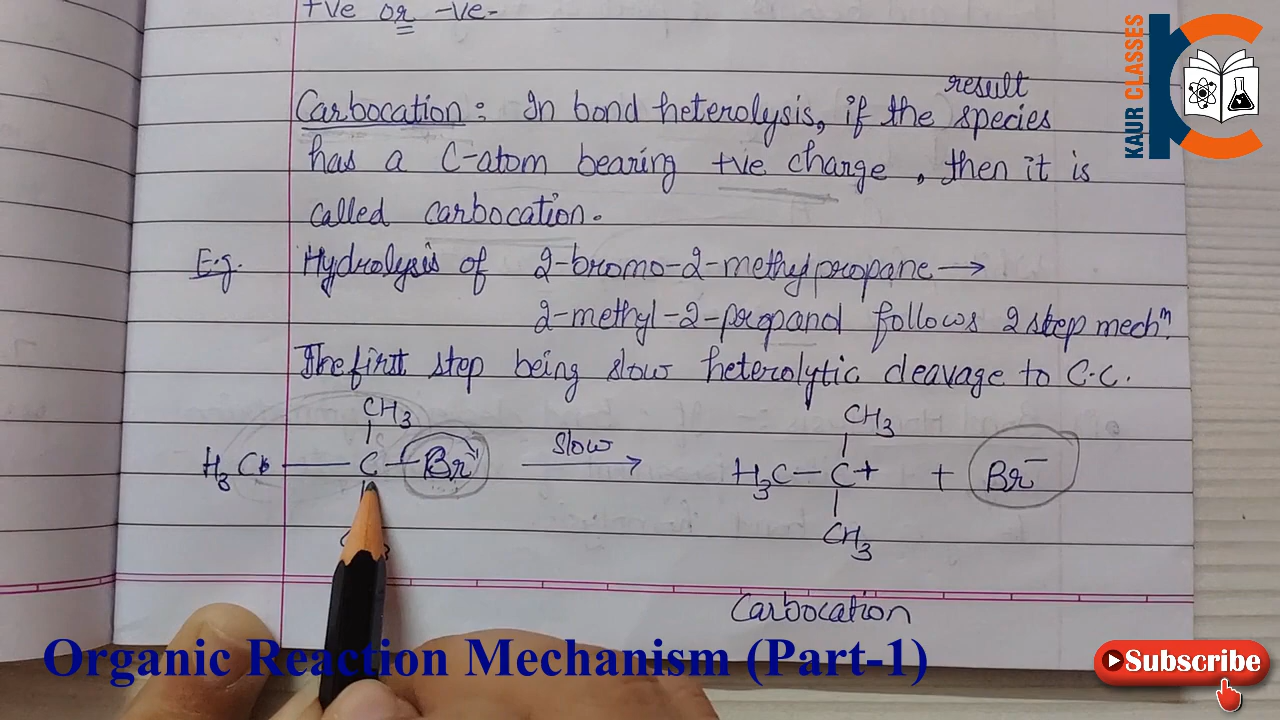 +ve or -ve-
result
Carbocation: In bond heterolysis, if the species
has a C-atom bearing +ve charge, then it is
called carbocation.
E.g. Hydrolysis of 2-bromo-2-methylpropane →
2-methyl-2-propanol follows 2 step mechⁿ.
The first step being slow heterolytic cleavage to C.C.
CH3 CH3
H3C — C — Br slow → H3C — C+ + Br⁻
CH3 CH3
Carbocation
Organic Reaction Mechanism (Part-1)
KAUR CLASSES
KC
Subscribe